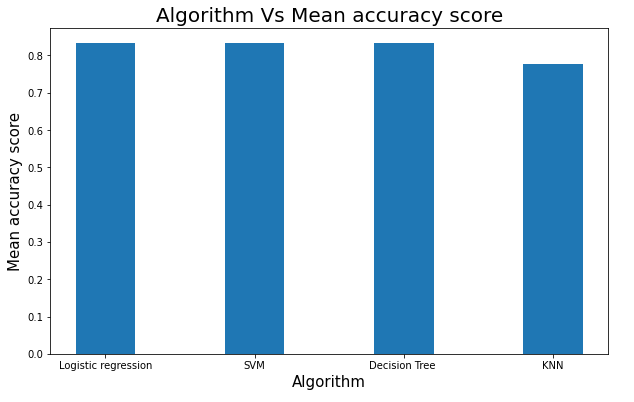 Algorithm Vs Mean accuracy score
Mean accuracy score
0.8
0.7
0.6
0.5
0.4
0.3
0.2
0.1
0.0
Logistic regression SVM Decision Tree KNN
Algorithm